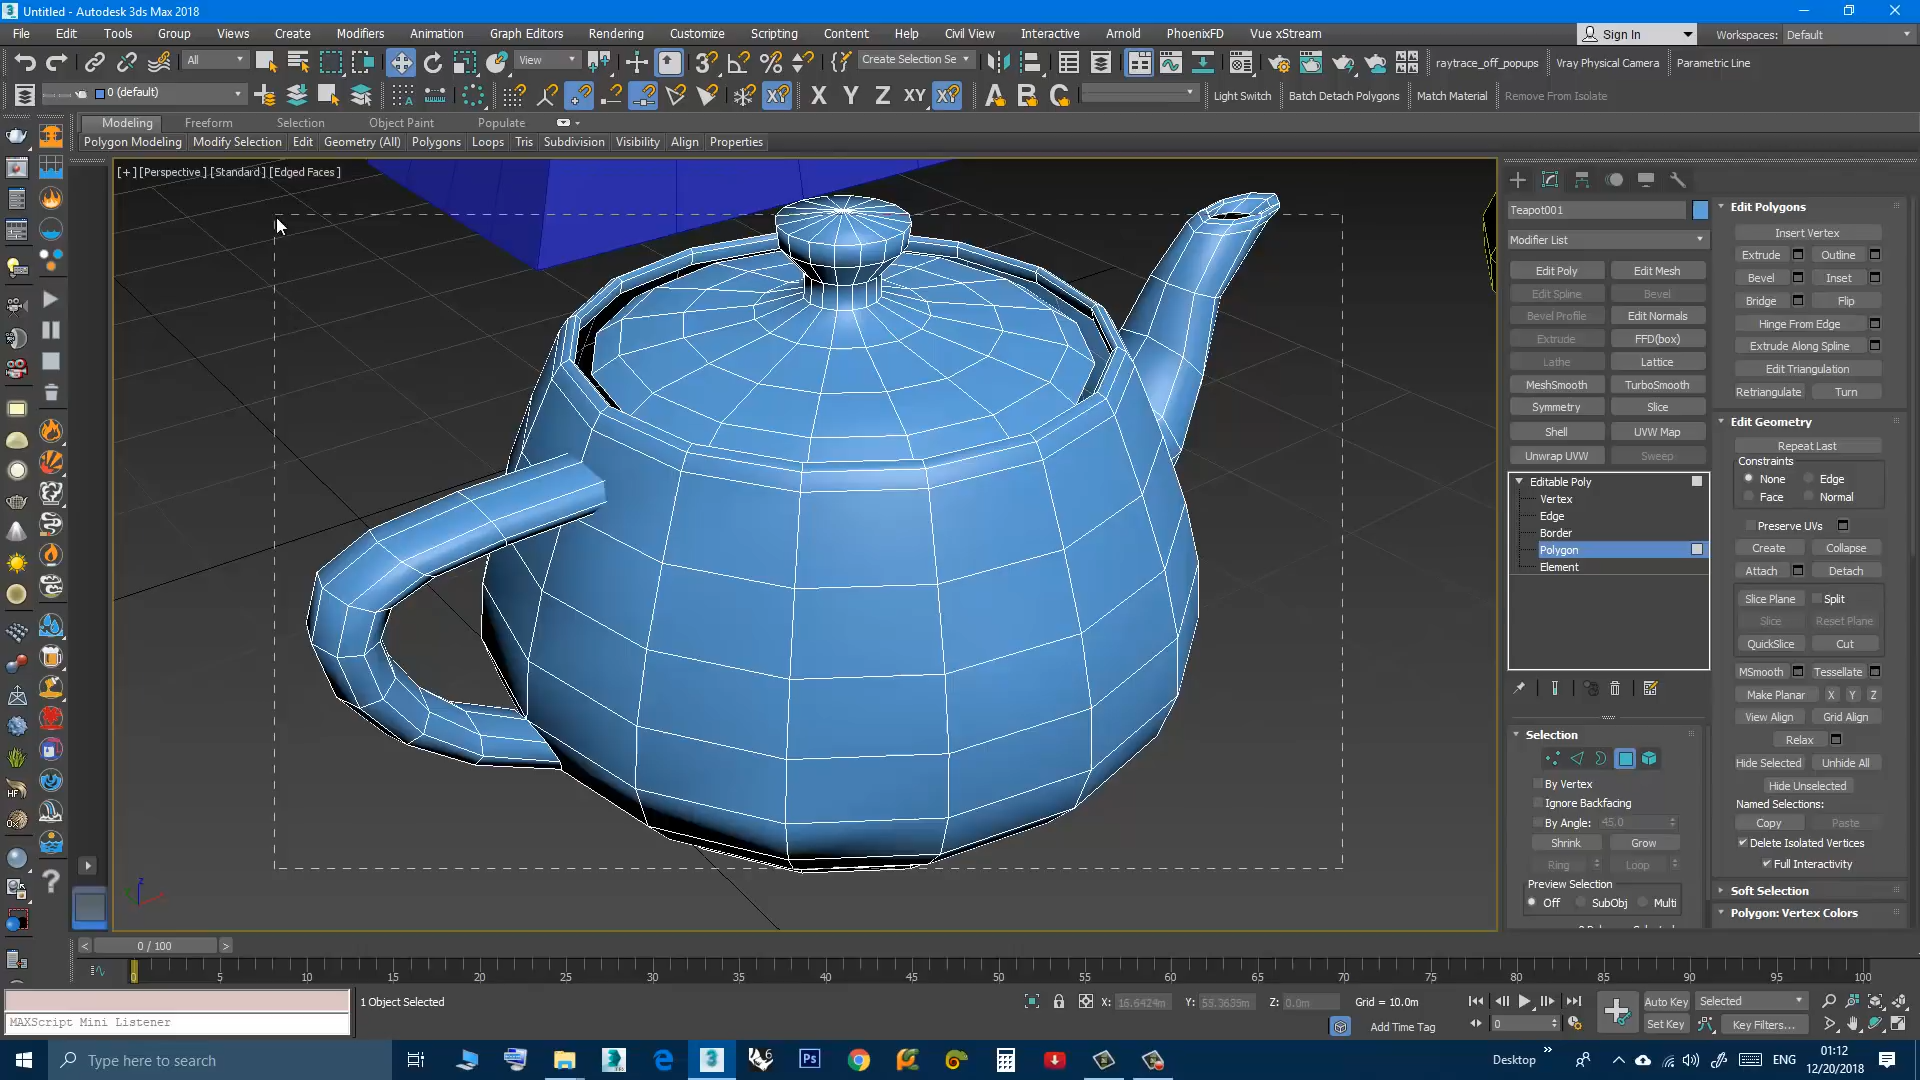 Untitled - Autodesk 3ds Max 2018
File Edit Tools Group Views Create Modifiers Animation Graph Editors Rendering Customize Scripting Content Help Civil View Interactive Arnold PhoenixFD Vue xStream Sign In Workspaces: Default
All View Create Selection Se raytrace_off_popups Vray Physical Camera Parametric Line
0 (default) X Y Z XY XY A B C Light Switch Batch Detach Polygons Match Material Remove From Isolate
Modeling Freeform Selection Object Paint Populate
Polygon Modeling Modify Selection Edit Geometry (All) Polygons Loops Tris Subdivision Visibility Align Properties
[+] [Perspective ] [Standard ] [Edged Faces ]
Teapot001
Modifier List
Edit Poly Edit Mesh
Edit Spline Bevel
Bevel Profile Edit Normals
Extrude FFD(box)
Lathe Lattice
MeshSmooth TurboSmooth
Symmetry Slice
Shell UVW Map
Unwrap UVW Sweep
Editable Poly
Vertex
Edge
Border
Polygon
Element
Selection
By Vertex
Ignore Backfacing
By Angle: 45.0
Shrink Grow
Ring Loop
Preview Selection
Off SubObj Multi
Edit Polygons
Insert Vertex
Extrude Outline
Bevel Inset
Bridge Flip
Hinge From Edge
Extrude Along Spline
Edit Triangulation
Retriangulate Turn
Edit Geometry
Repeat Last
Constraints
None Edge
Face Normal
Preserve UVs
Create Collapse
Attach Detach
Slice Plane Split
Slice Reset Plane
QuickSlice Cut
MSmooth Tessellate
Make Planar X Y Z
View Align Grid Align
Relax
Hide Selected Unhide All
Hide Unselected
Named Selections:
Copy Paste
Delete Isolated Vertices
Full Interactivity
Soft Selection
Polygon: Vertex Colors
z
< 0 / 100 >
0 5 10 15 20 25 30 35 40 45 50 55 60 65 70 75 80 85 90 95 100
1 Object Selected X: 16.6424m Y: 55.3635m Z: 0.0m Grid = 10.0m Auto Key Selected
MAXScript Mini Listener Add Time Tag 0 Set Key Key Filters...
Type here to search Ps Desktop ENG 01:12
12/20/2018